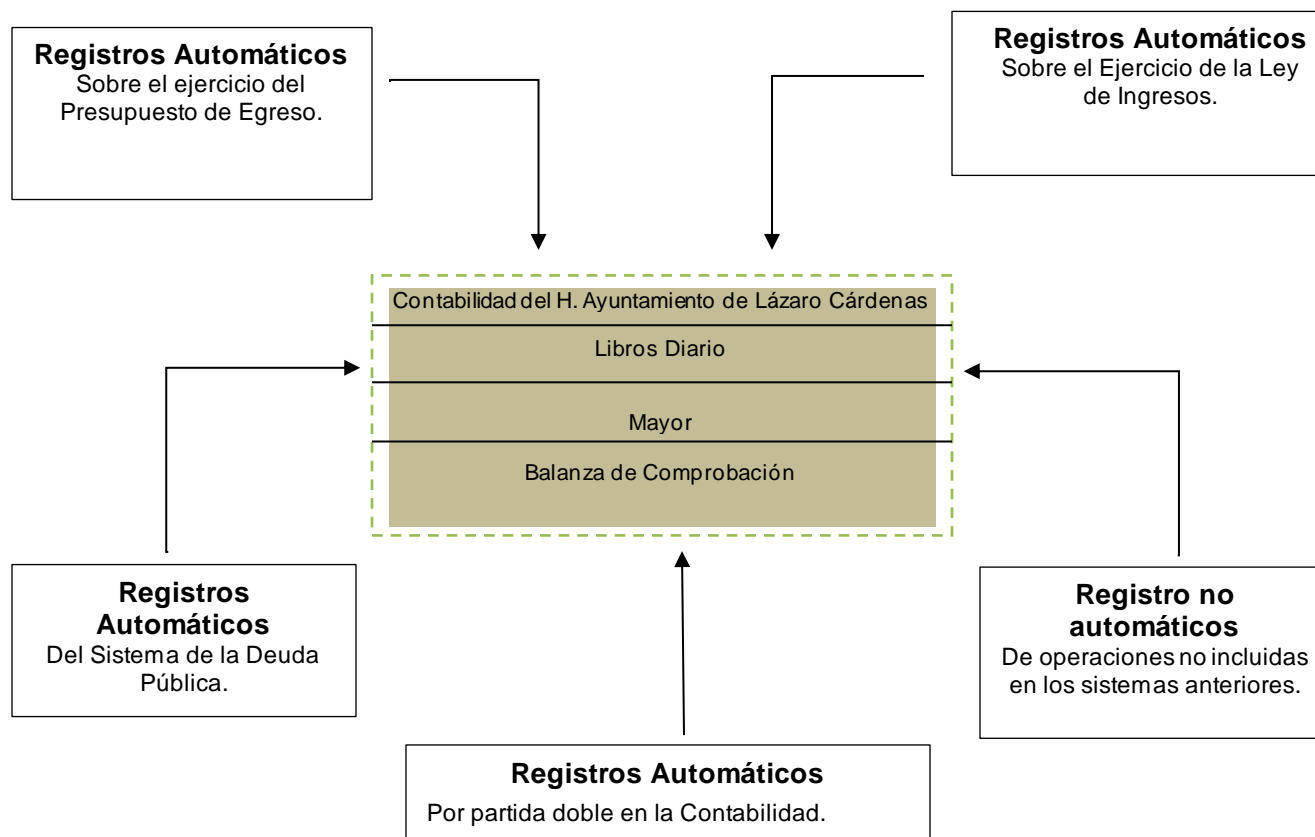 Registros Automáticos
Sobre el ejercicio del
Presupuesto de Egreso.
Registros Automáticos
Sobre el Ejercicio de la Ley
de Ingresos.
Contabilidad del H. Ayuntamiento de Lázaro Cárdenas
Libros Diario
Mayor
Balanza de Comprobación
Registros
Automáticos
Del Sistema de la Deuda
Pública.
Registro no
automáticos
De operaciones no incluidas
en los sistemas anteriores.
Registros Automáticos
Por partida doble en la Contabilidad.